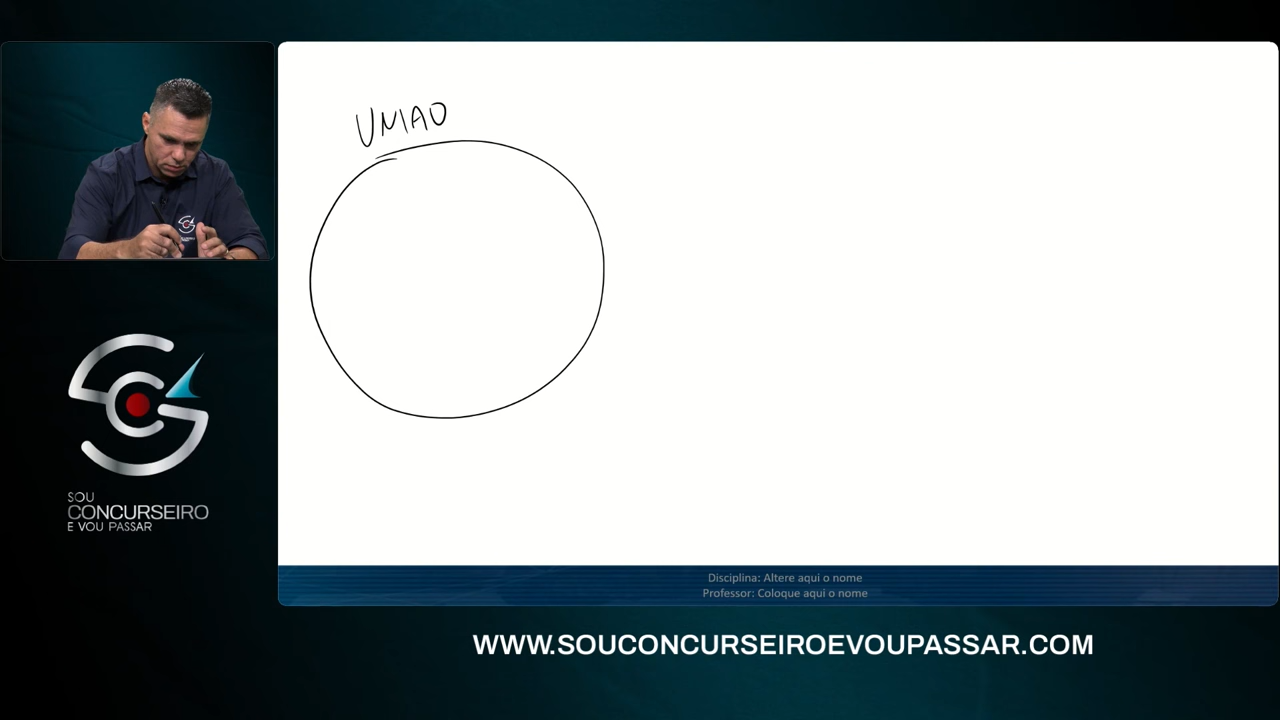 UNIAO
SOU
CONCURSEIRO
E VOU PASSAR
Disciplina: Altere aqui o nome
Professor: Coloque aqui o nome
WWW.SOUCONCURSEIROEVOUPASSAR.COM